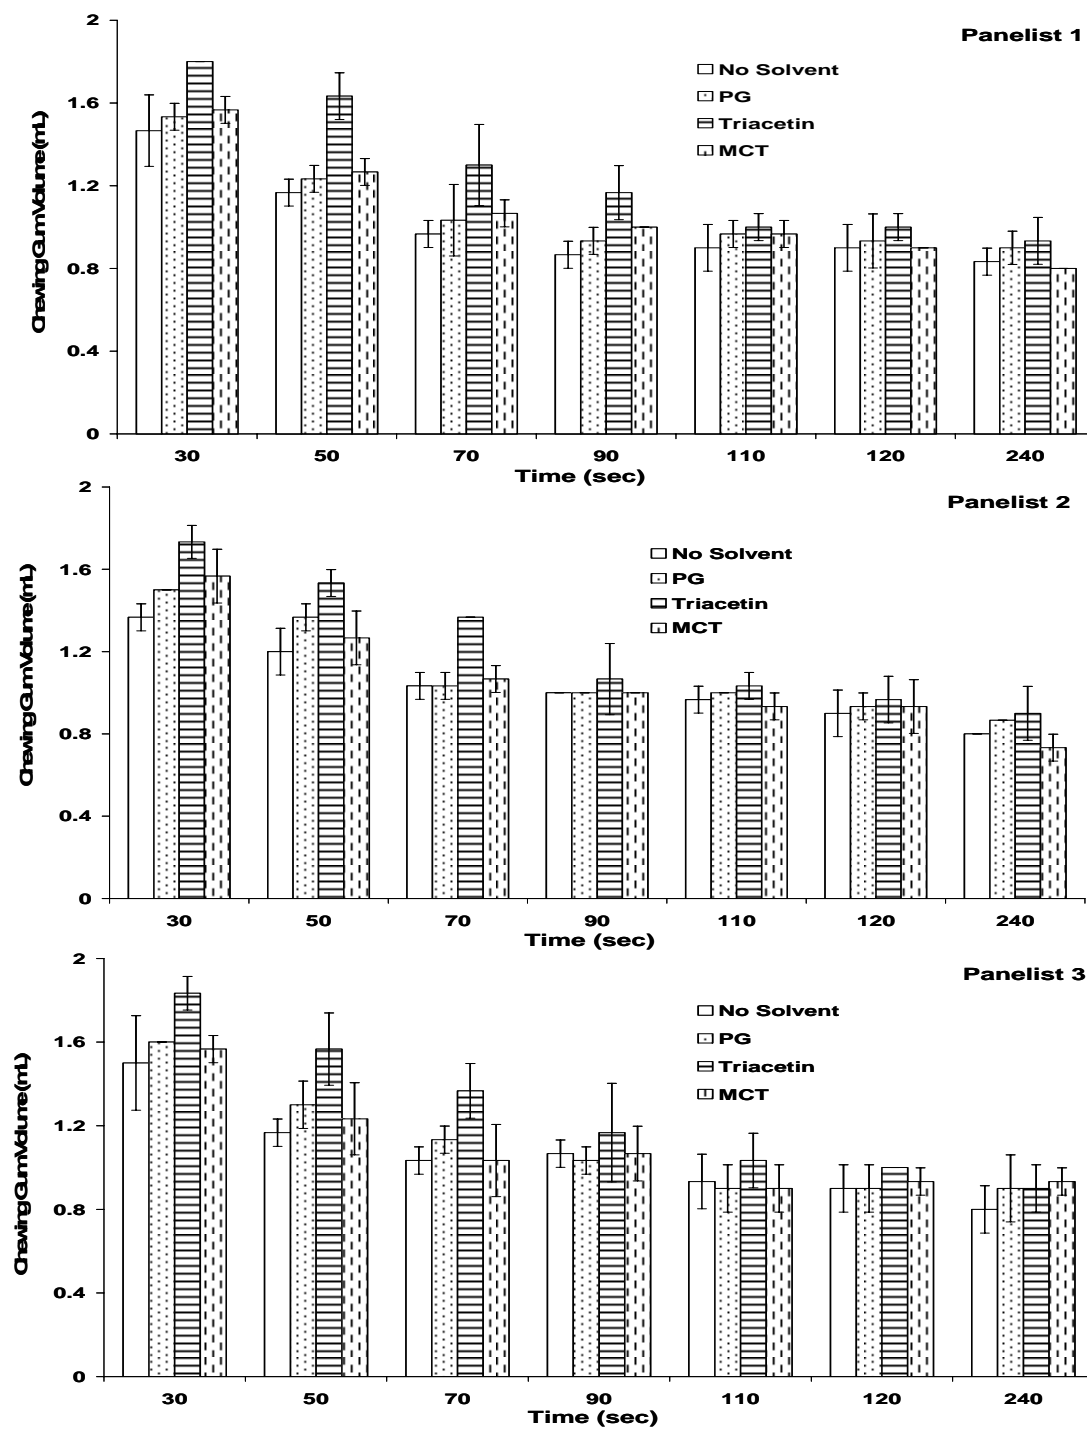 2
Panelist 1
No Solvent
PG
Triacetin
MCT
1.6
1.2
0.8
0.4
0
Chewing Gum Volume (mL)
30 50 70 90 110 120 240
Time (sec)
2
Panelist 2
No Solvent
PG
Triacetin
MCT
1.6
1.2
0.8
0.4
0
Chewing Gum Volume (mL)
30 50 70 90 110 120 240
Time (sec)
2
Panelist 3
No Solvent
PG
Triacetin
MCT
1.6
1.2
0.8
0.4
0
Chewing Gum Volume (mL)
30 50 70 90 110 120 240
Time (sec)